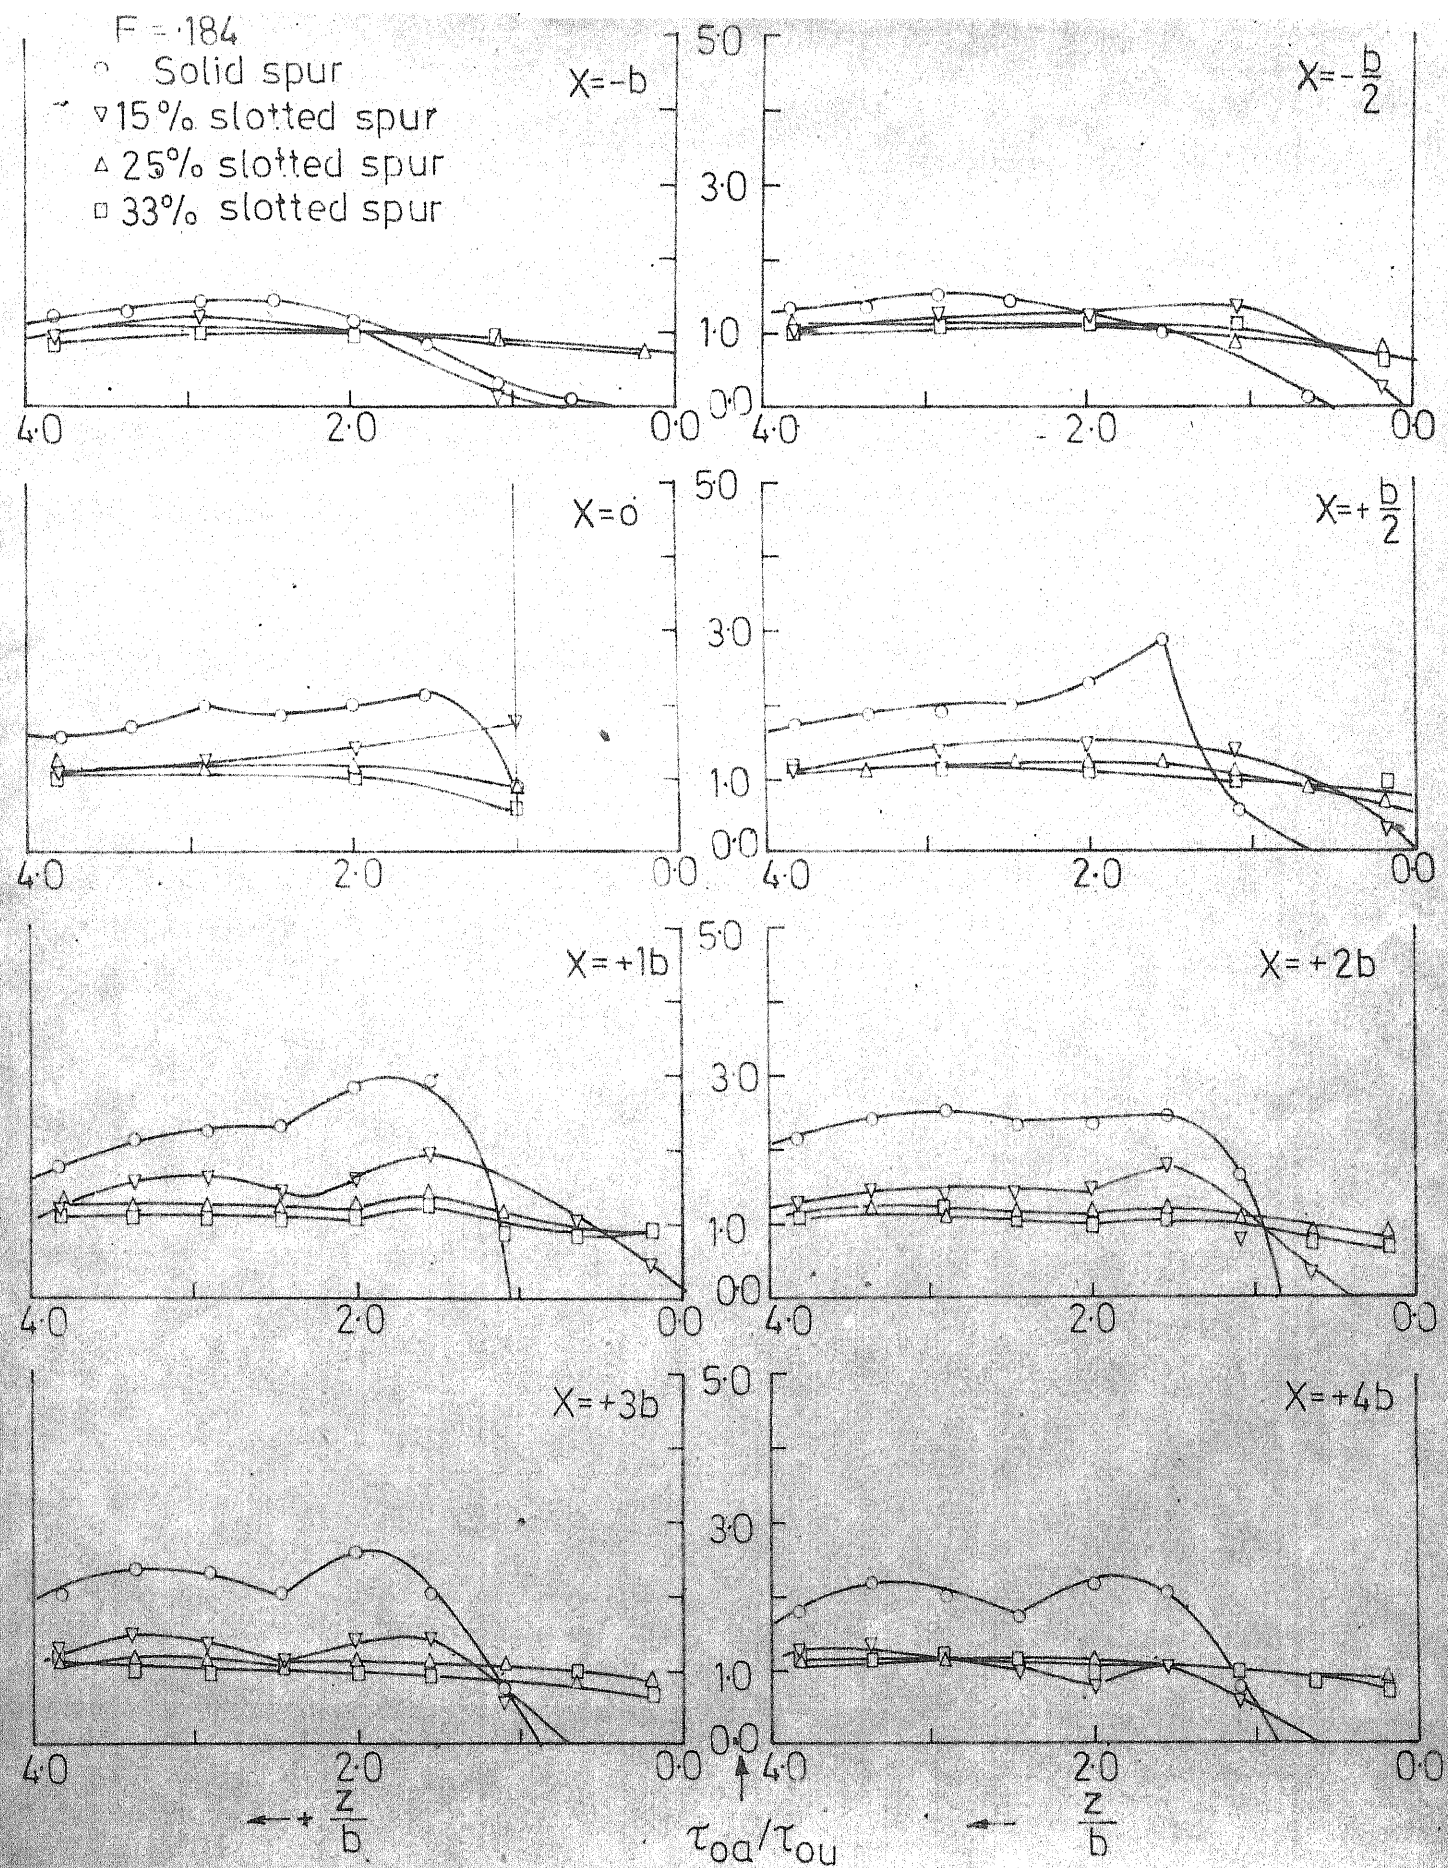 F = ·184
○ Solid spur
▽ 15% slotted spur
△ 25% slotted spur
□ 33% slotted spur
X=-b
5·0
3·0
1·0
0·0
4·0 2·0 0·0
X=-b/2
4·0 2·0 0·0
X=0
5·0
3·0
1·0
0·0
4·0 2·0 0·0
X=+b/2
4·0 2·0 0·0
X=+1b
5·0
3·0
1·0
0·0
4·0 2·0 0·0
X=+2b
4·0 2·0 0·0
X=+3b
5·0
3·0
1·0
0·0
4·0 2·0 0·0
X=+4b
4·0 2·0 0·0
←+ z/b
τoa/τou
← z/b